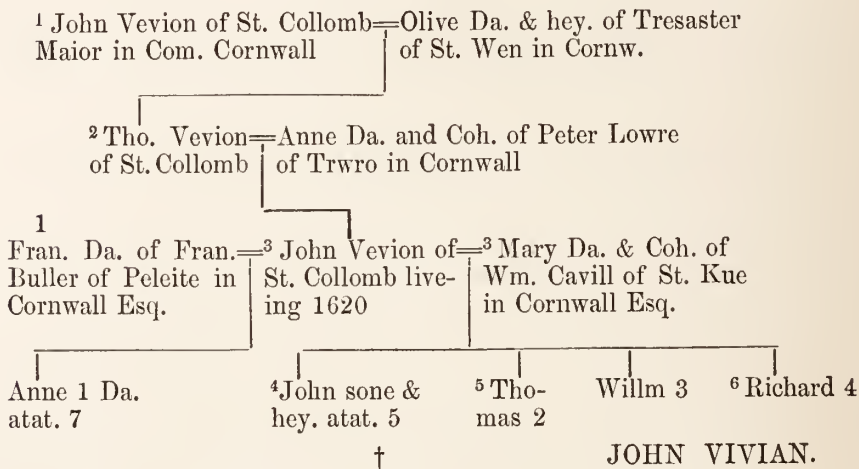 1 John Vevion of St. Collomb=Olive Da. & hey. of Tresaster
Maior in Com. Cornwall of St. Wen in Cornw.
2 Tho. Vevion=Anne Da. and Coh. of Peter Lowre
of St. Collomb of Trwro in Cornwall
1
Fran. Da. of Fran.=3 John Vevion of=3 Mary Da. & Coh. of
Buller of Peleite in St. Collomb live- Wm. Cavill of St. Kue
Cornwall Esq. ing 1620 in Cornwall Esq.
Anne 1 Da. 4 John sone & 5 Tho- Willm 3 6 Richard 4
atat. 7 hey. atat. 5 mas 2
† JOHN VIVIAN.